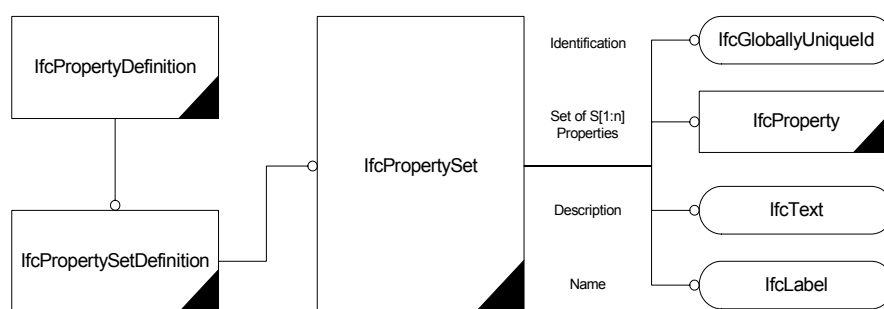 IfcPropertyDefinition
IfcPropertySetDefinition
IfcPropertySet
Identification
IfcGloballyUniqueId
Set of S[1:n]
Properties
IfcProperty
Description
IfcText
Name
IfcLabel